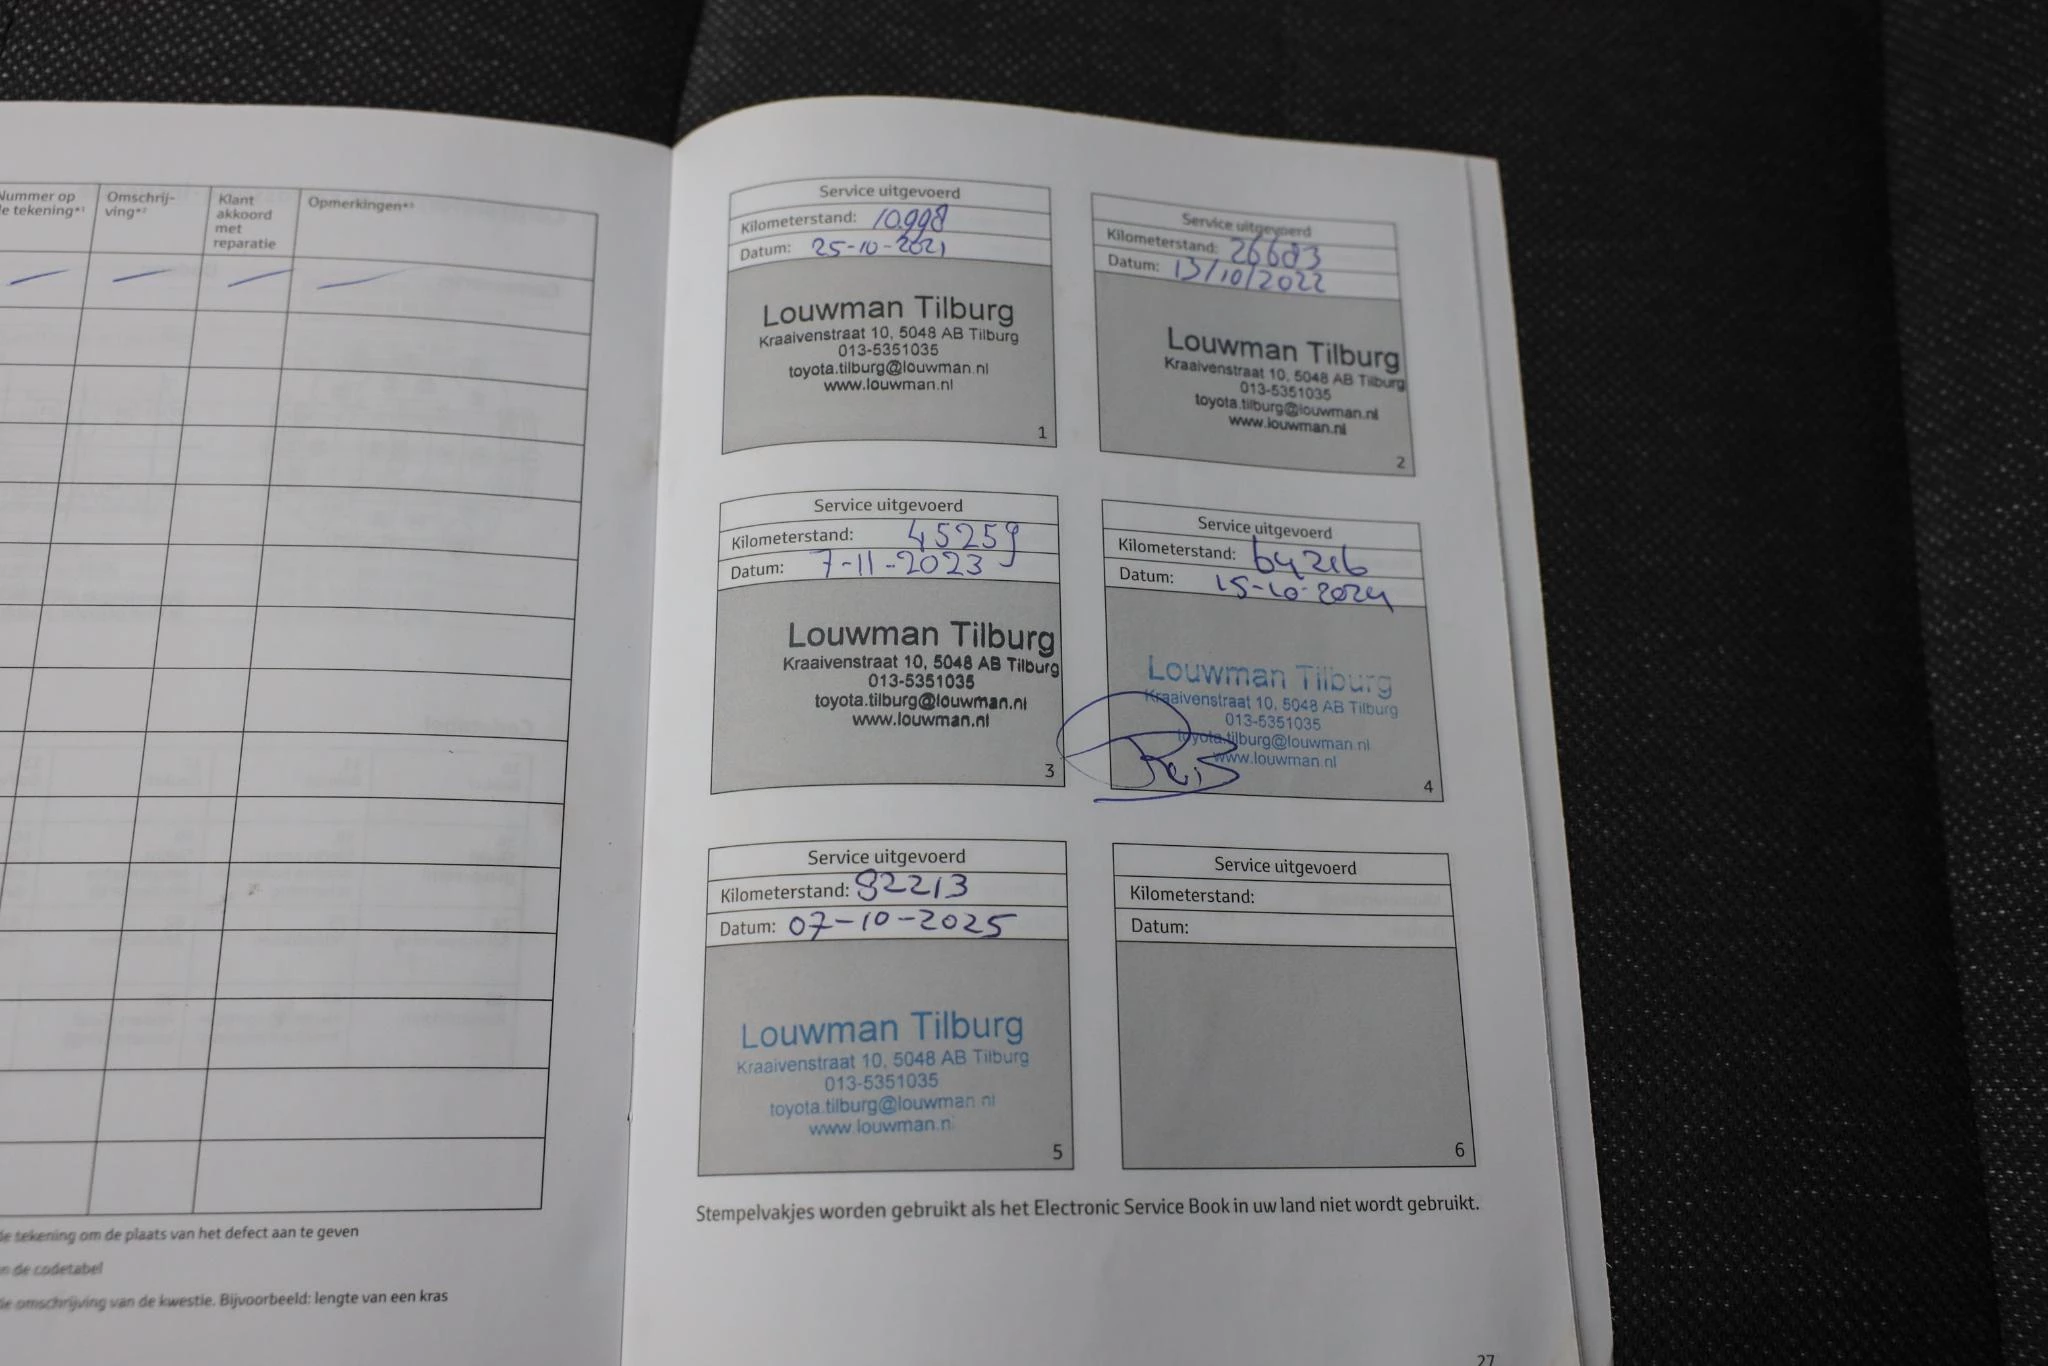 Nummer op
de tekening*1
Omschrij-
ving*2
Klant
akkoord
met
reparatie
Opmerkingen*3
de tekening om de plaats van het defect aan te geven
de codetabel
de omschrijving van de kwestie. Bijvoorbeeld: lengte van een kras
Service uitgevoerd
Kilometerstand: 10.998
Datum: 25-10-2021
Louwman Tilburg
Kraaivenstraat 10, 5048 AB Tilburg
013-5351035
toyota.tilburg@louwman.nl
www.louwman.nl
1
Service uitgevoerd
Kilometerstand:
Datum: 13/10/2022
Louwman Tilburg
Kraaivenstraat 10, 5048 AB Tilburg
013-5351035
toyota.tilburg@louwman.nl
www.louwman.nl
2
Service uitgevoerd
Kilometerstand: 45259
Datum: 7-11-2023
Louwman Tilburg
Kraaivenstraat 10, 5048 AB Tilburg
013-5351035
toyota.tilburg@louwman.nl
www.louwman.nl
3
Service uitgevoerd
Kilometerstand: 64216
Datum: 15-10-2024
Louwman Tilburg
Kraaivenstraat 10, 5048 AB Tilburg
013-5351035
toyota.tilburg@louwman.nl
www.louwman.nl
4
Service uitgevoerd
Kilometerstand: 82213
Datum: 07-10-2025
Louwman Tilburg
Kraaivenstraat 10, 5048 AB Tilburg
013-5351035
toyota.tilburg@louwman.nl
www.louwman.nl
5
Service uitgevoerd
Kilometerstand:
Datum:
6
Stempelvakjes worden gebruikt als het Electronic Service Book in uw land niet wordt gebruikt.
27